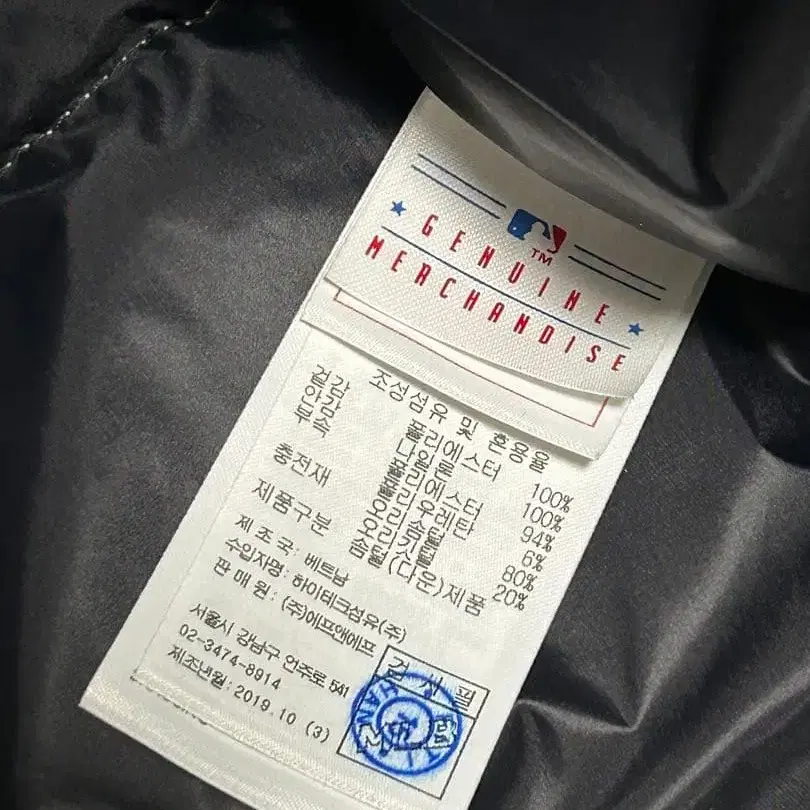 TM
GENUINE
MERCHANDISE
조성섬유 및 혼용율
겉감 폴리에스터 100%
안감 나일론 100%
부속 폴리에스터 94%
폴리우레탄 6%
충전재 오리솜털 80%
오리깃털 20%
제품구분 솜털(다운)제품
제 조 국: 베트남
수입자명: 하이테크섬유(주)
판 매 원: (주)에프앤에프
서울시 강남구 언주로 541
02-3474-8914
제조년월: 2019.10 (3)
검사필
HAN